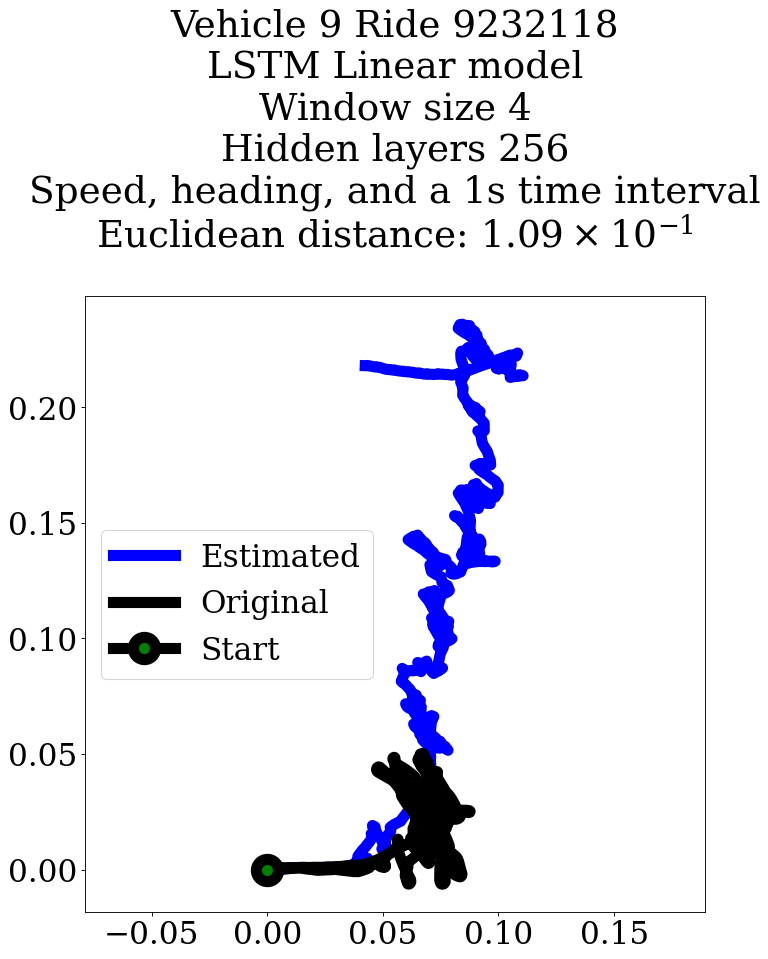 Vehicle 9 Ride 9232118
LSTM Linear model
Window size 4
Hidden layers 256
Speed, heading, and a 1s time interval
Euclidean distance: 1.09 × 10⁻¹
0.20
0.15
0.10
0.05
0.00
Estimated
Original
Start
−0.05 0.00 0.05 0.10 0.15